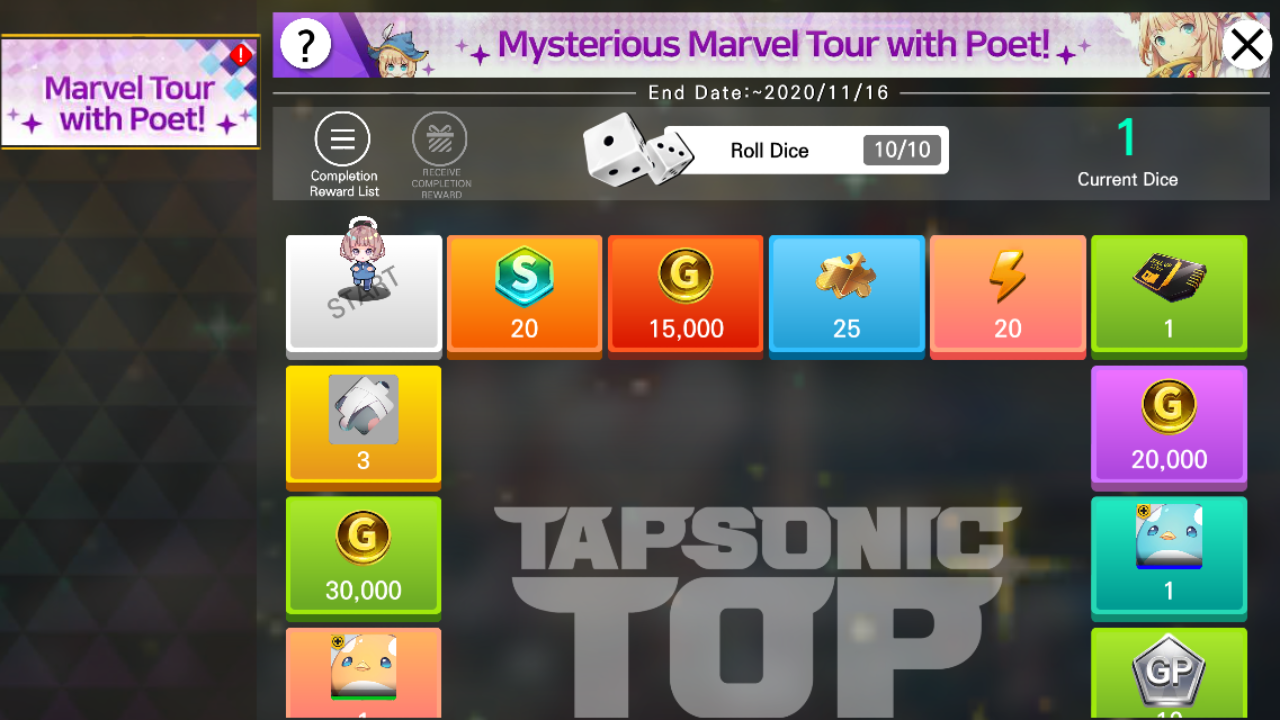 Marvel Tour
with Poet!
!
?
Mysterious Marvel Tour with Poet!
End Date:~2020/11/16
Completion
Reward List
RECEIVE
COMPLETION
REWARD
Roll Dice
10/10
1
Current Dice
START
S
20
G
15,000
25
20
1
3
G
20,000
G
30,000
1
TAPSONIC
TOP
GP